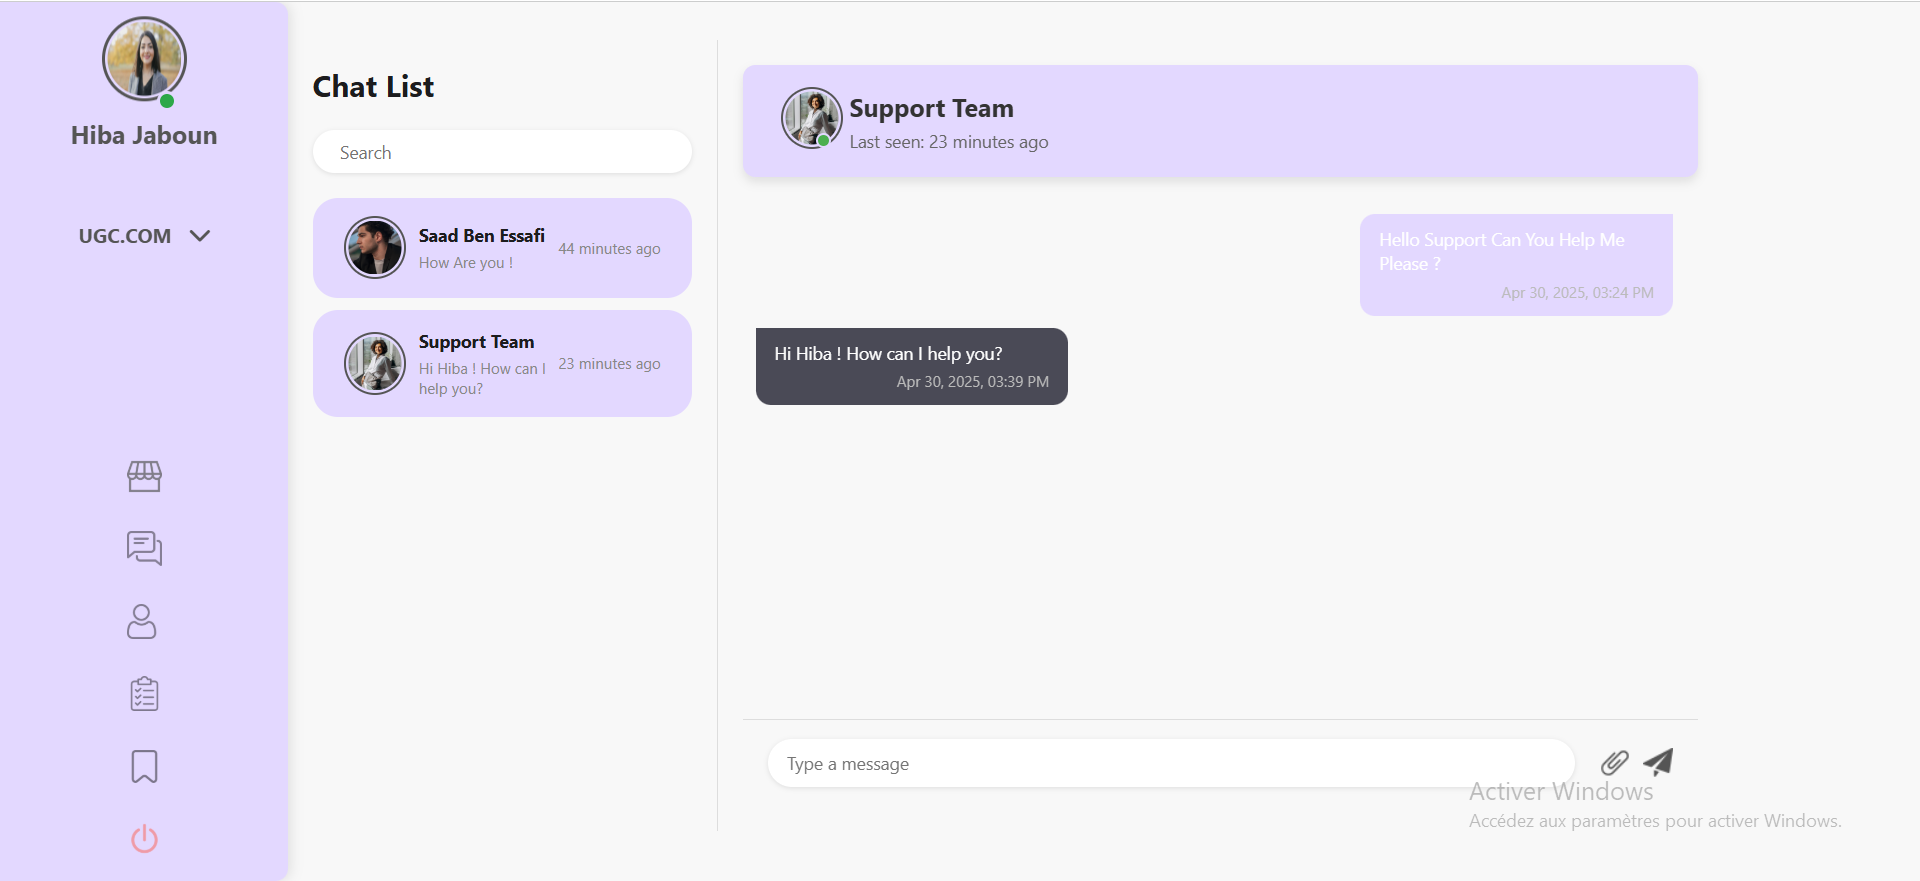 Hiba Jaboun
UGC.COM
Chat List
Search
Saad Ben Essafi
How Are you !
44 minutes ago
Support Team
Hi Hiba ! How can I
help you?
23 minutes ago
Support Team
Last seen: 23 minutes ago
Hello Support Can You Help Me
Please ?
Apr 30, 2025, 03:24 PM
Hi Hiba ! How can I help you?
Apr 30, 2025, 03:39 PM
Type a message
Activer Windows
Accédez aux paramètres pour activer Windows.